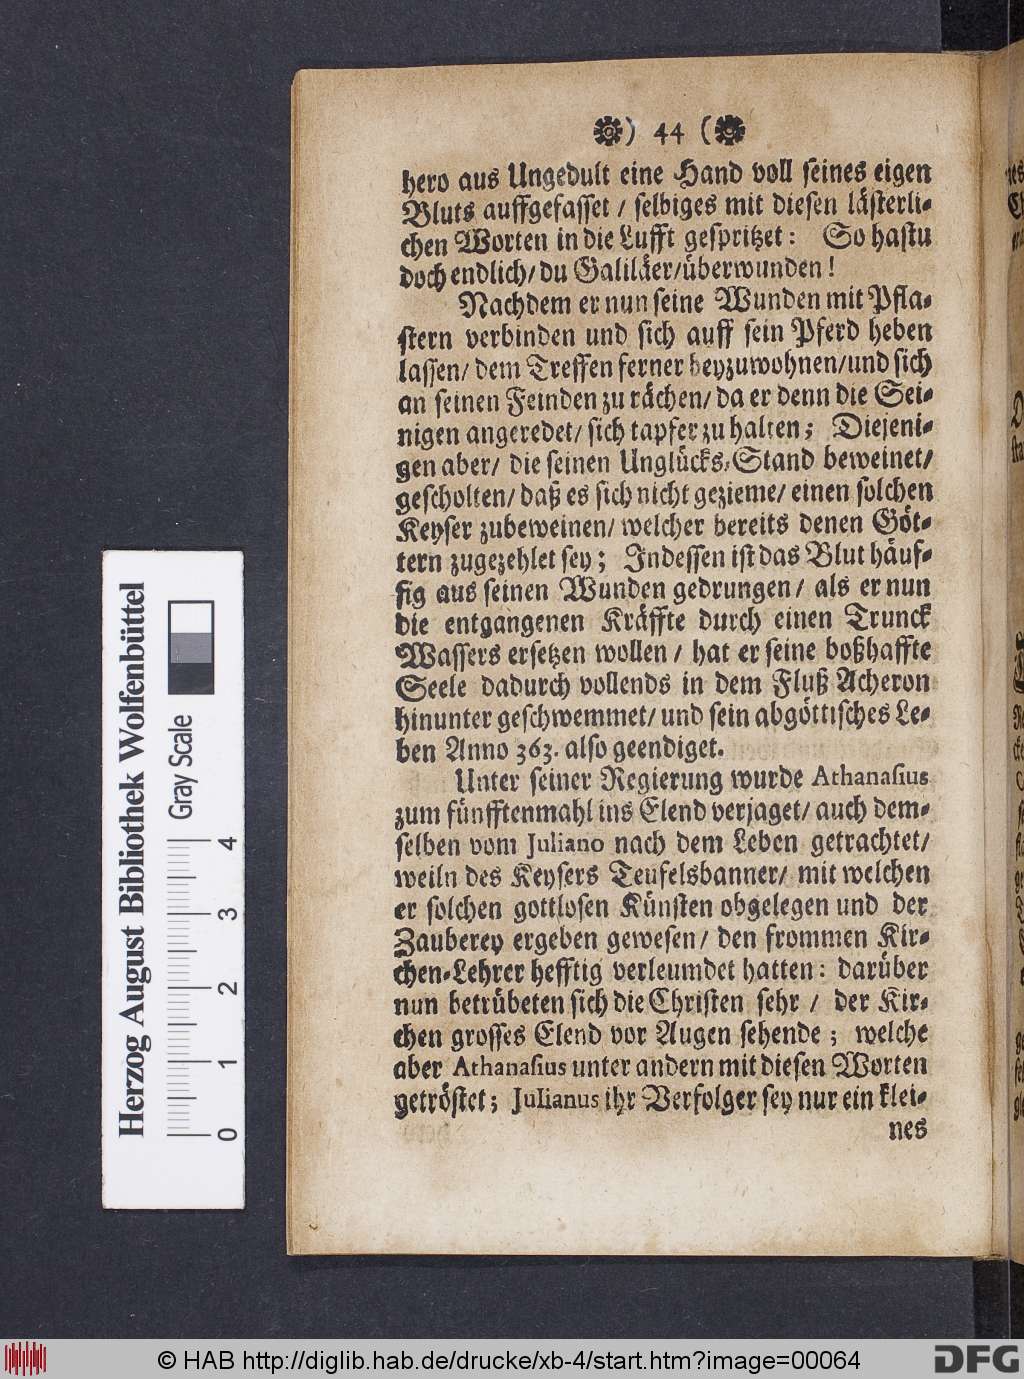 ) 44 (
hero aus Ungedult eine Hand voll seines eigen
Bluts auffgefasset / selbiges mit diesen lästerli-
chen Worten in die Lufft gespritzet: So hastu
doch endlich/ du Galiläer/überwunden!
Nachdem er nun seine Wunden mit Pfla-
stern verbinden und sich auff sein Pferd heben
lassen/ dem Treffen ferner beyzuwohnen/und sich
an seinen Feinden zu rächen/ da er denn die Sei-
nigen angeredet/ sich tapfer zu halten; Diejeni-
gen aber/ die seinen Unglücks-Stand beweinet/
gescholten/ daß es sich nicht gezieme/ einen solchen
Keyser zubeweinen/ welcher bereits denen Göt-
tern zugezehlet sey; Indessen ist das Blut häuf-
fig aus seinen Wunden gedrungen/ als er nun
die entgangenen Kräffte durch einen Trunck
Wassers ersetzen wollen / hat er seine boßhaffte
Seele dadurch vollends in dem Fluß Acheron
hinunter geschwemmet/ und sein abgöttisches Le-
ben Anno 363. also geendiget.
Unter seiner Regierung wurde Athanasius
zum fünfftenmahl ins Elend verjaget/ auch dem-
selben vom Juliano nach dem Leben getrachtet/
weiln des Keysers Teufelsbanner/ mit welchen
er solchen gottlosen Künsten obgelegen und der
Zauberey ergeben gewesen/ den frommen Kir-
chen-Lehrer hefftig verleumdet hatten: darüber
nun betrübeten sich die Christen sehr / der Kir-
chen grosses Elend vor Augen sehende; welche
aber Athanasius unter andern mit diesen Worten
getröstet; Julianus ihr Verfolger sey nur ein klei-
nes
Herzog August Bibliothek Wolfenbüttel
Gray Scale
0 1 2 3 4
© HAB http://diglib.hab.de/drucke/xb-4/start.htm?image=00064
DFG